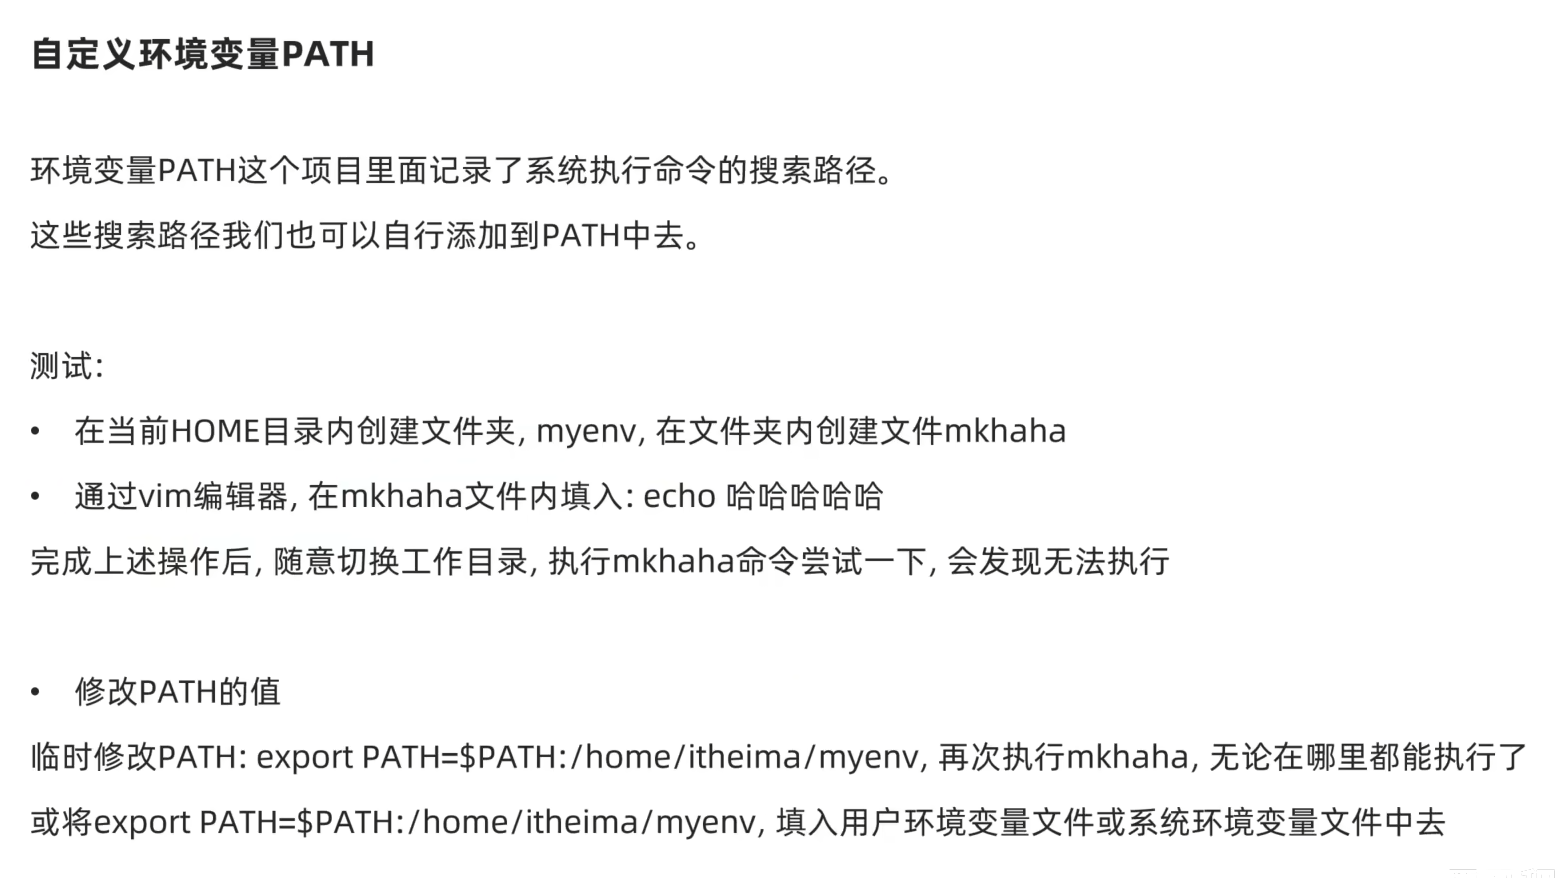 自定义环境变量PATH
环境变量PATH这个项目里面记录了系统执行命令的搜索路径。
这些搜索路径我们也可以自行添加到PATH中去。
测试:
• 在当前HOME目录内创建文件夹, myenv, 在文件夹内创建文件mkhaha
• 通过vim编辑器, 在mkhaha文件内填入: echo 哈哈哈哈哈
完成上述操作后, 随意切换工作目录, 执行mkhaha命令尝试一下, 会发现无法执行
• 修改PATH的值
临时修改PATH: export PATH=$PATH:/home/itheima/myenv, 再次执行mkhaha, 无论在哪里都能执行了
或将export PATH=$PATH:/home/itheima/myenv, 填入用户环境变量文件或系统环境变量文件中去